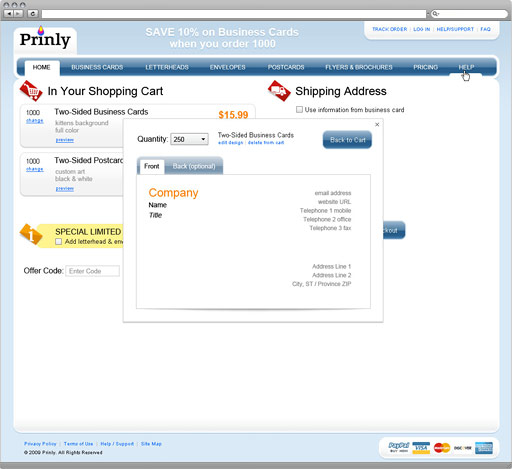 Prinly
SAVE 10% on Business Cards
when you order 1000
TRACK ORDER | LOG IN | HELP/SUPPORT | FAQ
HOME
BUSINESS CARDS
LETTERHEADS
ENVELOPES
POSTCARDS
FLYERS & BROCHURES
PRICING
HELP
In Your Shopping Cart
1000
change
Two-Sided Business Cards
kittens background
full color
preview
$15.99
1000
change
Two-Sided Postcar
custom art
black & white
preview
SPECIAL LIMITED
Add letterhead & env
Offer Code: Enter Code
Shipping Address
Use information from business card
Quantity: 250
Two-Sided Business Cards
edit design | delete from cart
Back to Cart
Front
Back (optional)
Company
Name
Title
email address
website URL
Telephone 1 mobile
Telephone 2 office
Telephone 3 fax
Address Line 1
Address Line 2
City, ST / Province ZIP
ckout
Privacy Policy | Terms of Use | Help / Support | Site Map
© 2009 Prinly. All Rights Reserved
PayPal
BUY NOW
VISA
MasterCard
DISCOVER